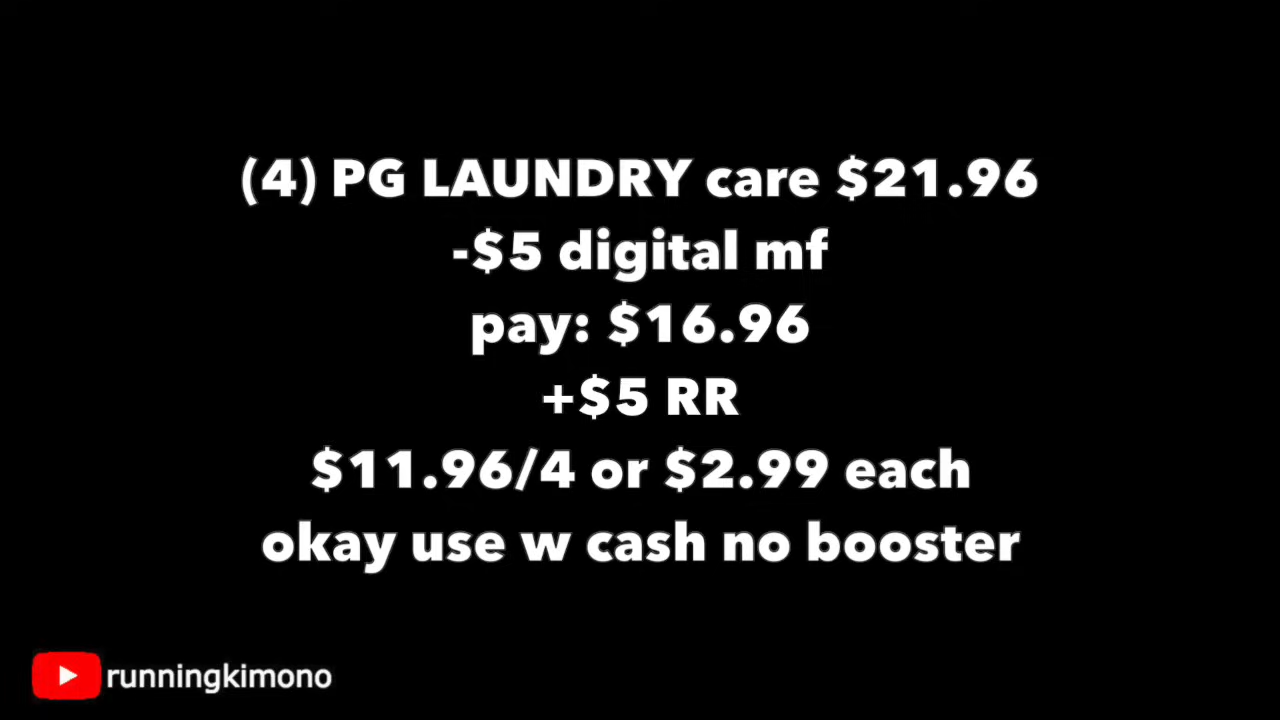 (4) PG LAUNDRY care $21.96
-$5 digital mf
pay: $16.96
+$5 RR
$11.96/4 or $2.99 each
okay use w cash no booster
runningkimono